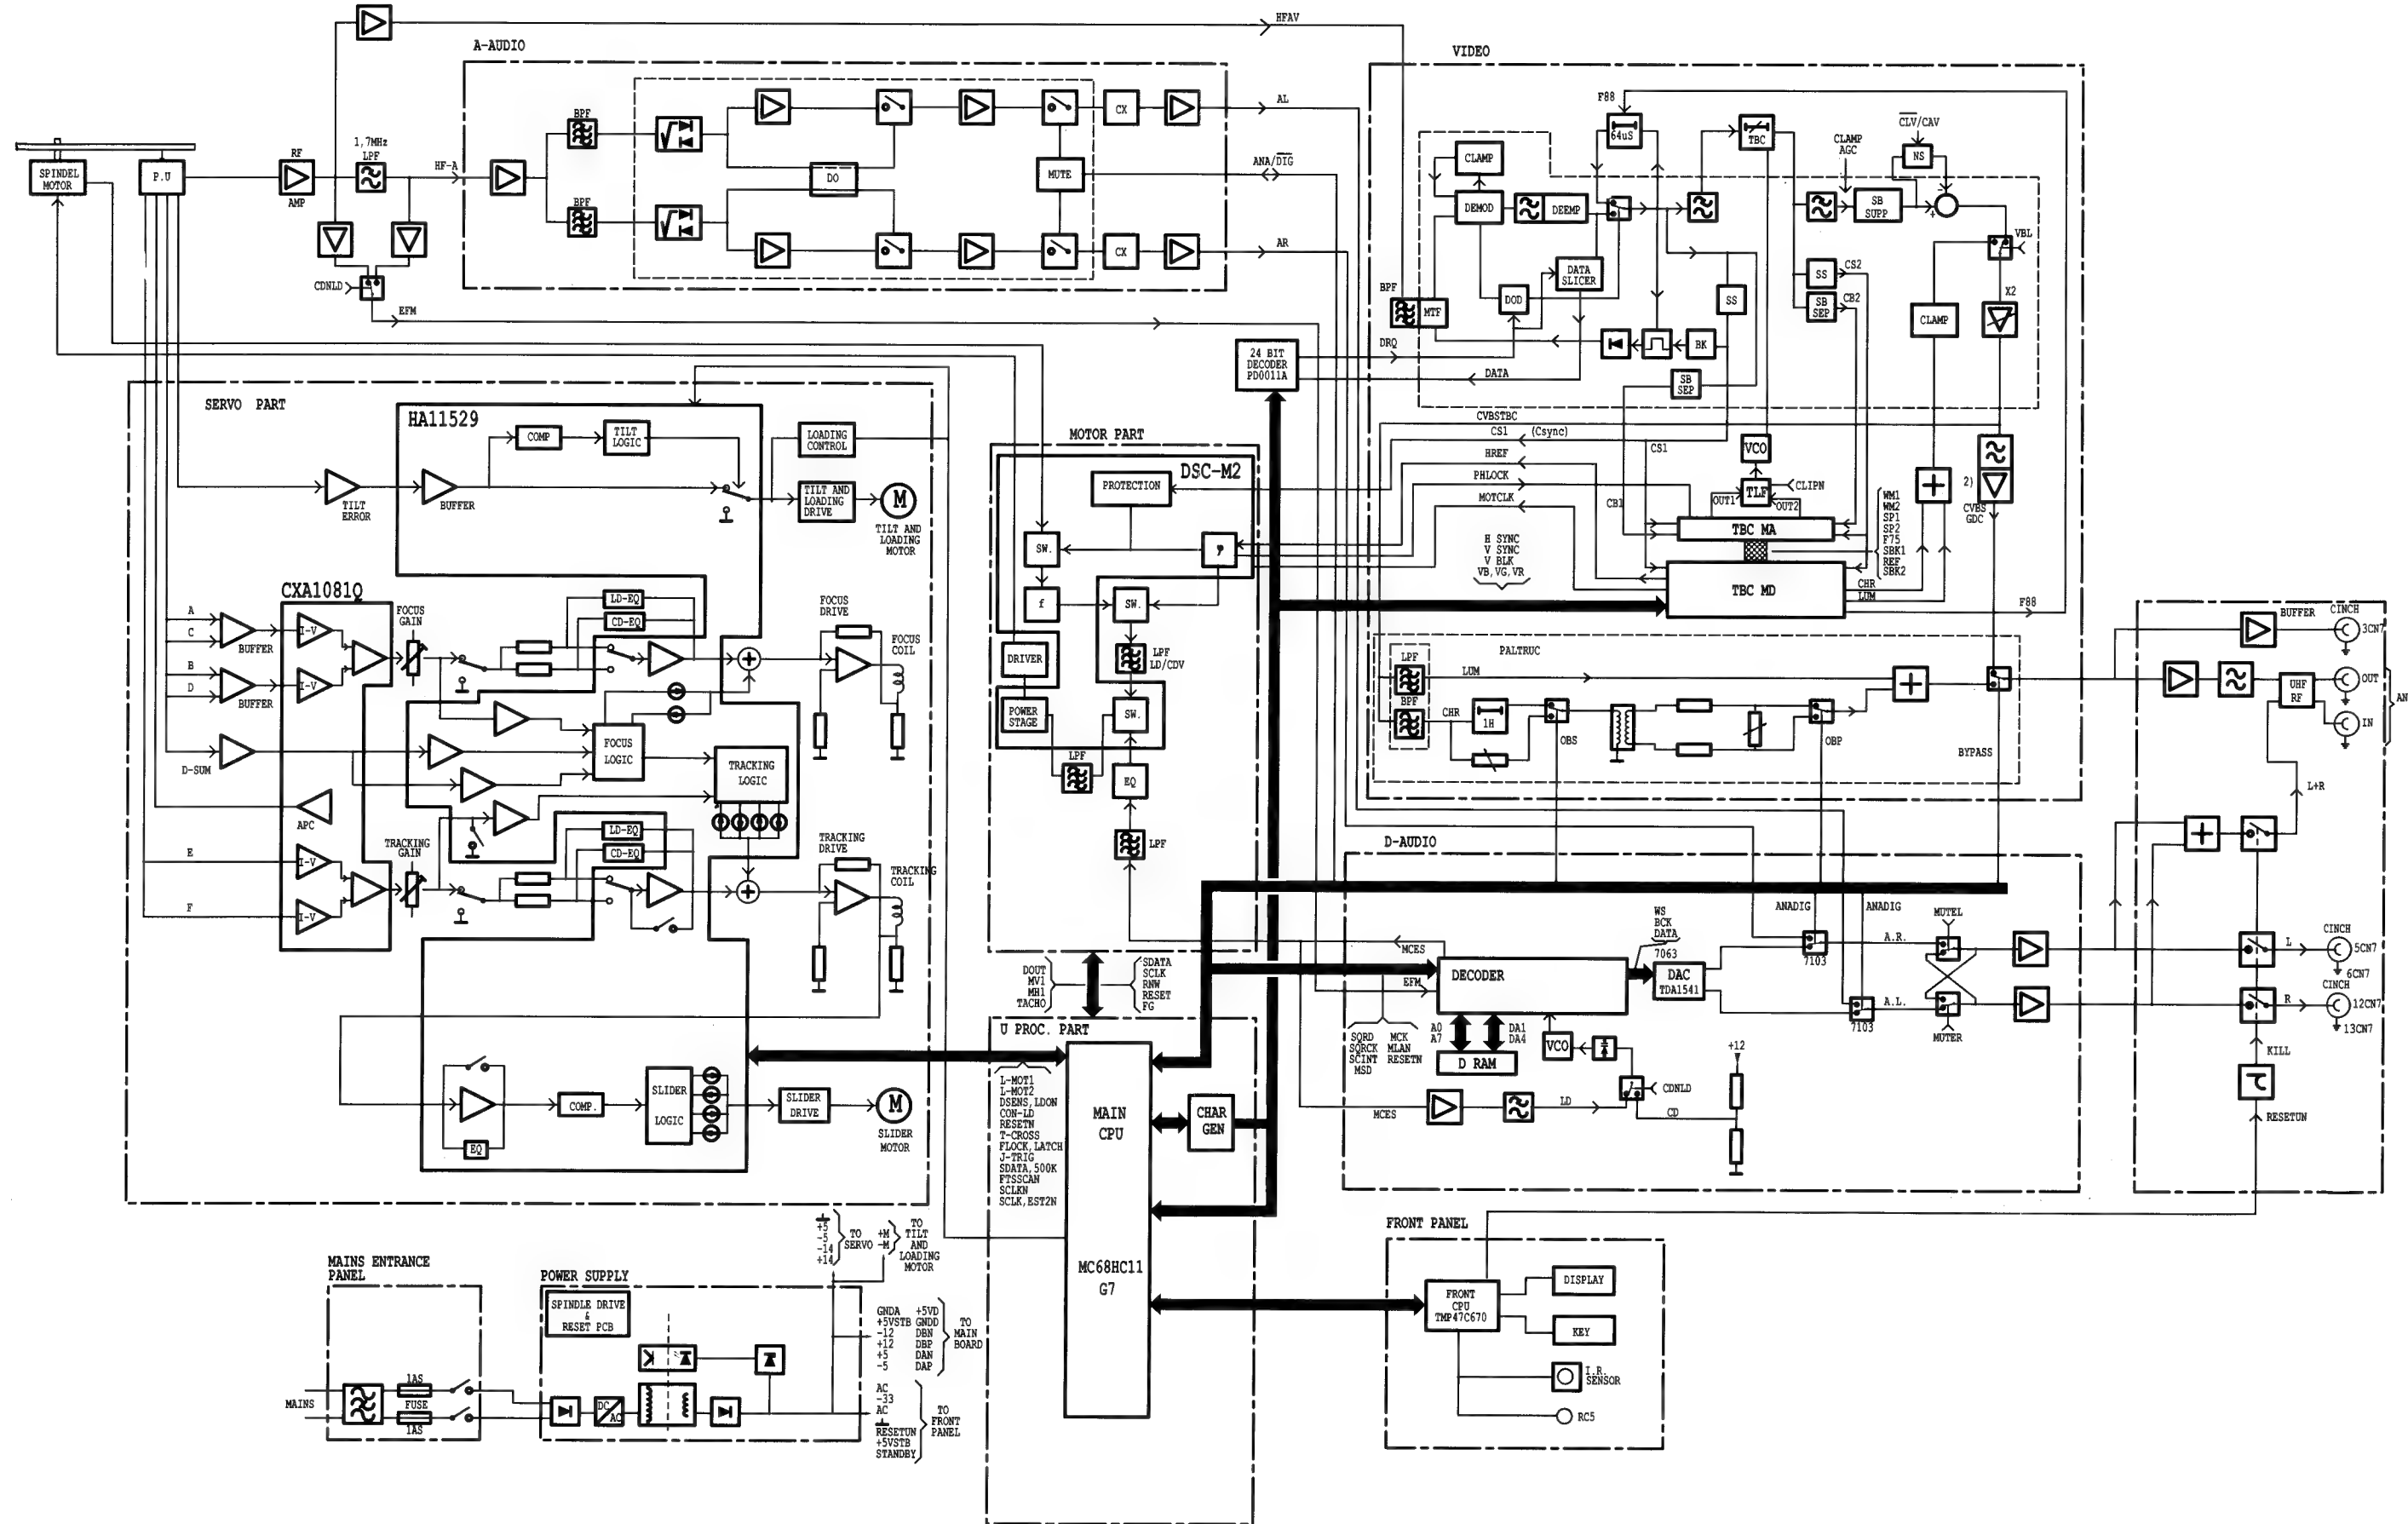 HFAV
A-AUDIO
VIDEO
BPF
CX
AL
F88
64uS
TBC
CLV/CAV
CLAMP
AGC
NS
1,7MHz
LPF
RF
AMP
HF-A
SPINDEL
MOTOR
P.U
DO
MUTE
ANA/DIG
CLAMP
DEMOD
DEEMP
SB
SUPP
-
+
VBL
BPF
CX
AR
CDNLD
EFM
DATA
SLICER
DOD
SS
SS
CS2
SB
SEP
CB2
X2
CLAMP
BPF
MTF
BK
DRQ
24 BIT
DECODER
PD0011A
DATA
SB
SEP
SERVO PART
HA11529
COMP
TILT
LOGIC
LOADING
CONTROL
TILT
ERROR
BUFFER
TILT AND
LOADING
DRIVE
M
TILT AND
LOADING
MOTOR
MOTOR PART
DSC-M2
PROTECTION
SW.
φ
f
SW.
DRIVER
LPF
LD/CDV
POWER
STAGE
SW.
LPF
EQ
LPF
CVBSTBC
CS1 (Csync)
HREF
PHLOCK
MOTCLK
CS1
CB1
VCO
TLF
CLIPN
OUT1
OUT2
TBC MA
TBC MD
WM1
WM2
SP1
SP2
F75
SBK1
REF
SBK2
+
2)
CVBS
GDC
H SYNC
V SYNC
V BLK
VB,VG,VR
CHR
LUM
F88
CXA1081Q
A
C
BUFFER
B
D
BUFFER
I-V
I-V
FOCUS
GAIN
LD-EQ
CD-EQ
FOCUS
DRIVE
FOCUS
COIL
D-SUM
FOCUS
LOGIC
TRACKING
LOGIC
APC
E
F
I-V
I-V
TRACKING
GAIN
LD-EQ
CD-EQ
TRACKING
DRIVE
TRACKING
COIL
EQ
COMP.
SLIDER
LOGIC
SLIDER
DRIVE
M
SLIDER
MOTOR
PALTRUC
LPF
LUM
BPF
CHR
1H
OBS
OBP
+
BYPASS
BUFFER
CINCH
3CN7
UHF
RF
OUT
IN
AN
L+R
+
D-AUDIO
ANADIG
ANADIG
MUTEL
WS
BCK
DATA
7063
MCES
DECODER
EFM
DAC
TDA1541
7103
A.R.
7103
A.L.
MUTER
L
CINCH
5CN7
6CN7
R
CINCH
12CN7
13CN7
KILL
τ
RESETUN
SQRD
SQRCK
SCINT
MSD
MCK
MLAN
RESETN
A0
A7
DA1
DA4
D RAM
VCO
CDNLD
MCES
LD
CD
+12
DOUT
MV1
MH1
TACHO
SDATA
SCLK
RNW
RESET
FG
U PROC. PART
L-MOT1
L-MOT2
DSENS,LDON
CON-LD
RESETN
T-CROSS
FLOCK,LATCH
J-TRIG
SDATA,500K
FTSSCAN
SCLKN
SCLK,EST2N
MAIN
CPU
MC68HC11
G7
CHAR
GEN
FRONT PANEL
FRONT
CPU
TMP47C670
DISPLAY
KEY
I.R.
SENSOR
RC5
MAINS ENTRANCE
PANEL
MAINS
1AS
FUSE
1AS
POWER SUPPLY
SPINDLE DRIVE
&
RESET PCB
DC
AC
+5
-5
-14
+14
TO
SERVO
+M
-M
TO
TILT
AND
LOADING
MOTOR
GNDA +5VD
+5VSTB GNDD
-12 DBN
+12 DBP
+5 DAN
-5 DAP
TO
MAIN
BOARD
AC
-33
AC
RESETUN
+5VSTB
STANDBY
TO
FRONT
PANEL